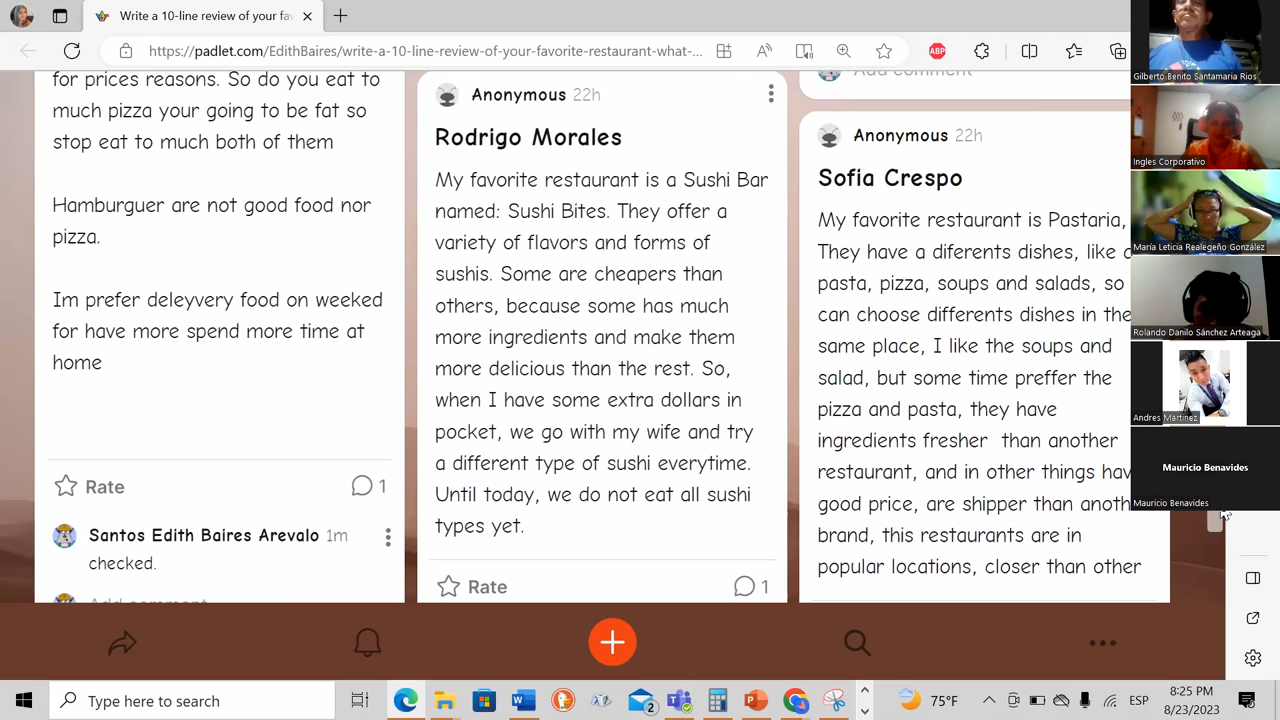 Write a 10-line review of your fav
https://padlet.com/EdithBaires/write-a-10-line-review-of-your-favorite-restaurant-what-...
ABP
for prices reasons. So do you eat to
much pizza your going to be fat so
stop eat to much both of them
Hamburguer are not good food nor
pizza.
Im prefer deleyvery food on weeked
for have more spend more time at
home
Rate
1
Santos Edith Baires Arevalo 1m
checked.
Add comment
Anonymous 22h
Rodrigo Morales
My favorite restaurant is a Sushi Bar
named: Sushi Bites. They offer a
variety of flavors and forms of
sushis. Some are cheapers than
others, because some has much
more ingredients and make them
more delicious than the rest. So,
when I have some extra dollars in
pocket, we go with my wife and try
a different type of sushi everytime.
Until today, we do not eat all sushi
types yet.
Rate
1
Add comment
Anonymous 22h
Sofia Crespo
My favorite restaurant is Pastaria,
They have a diferents dishes, like
pasta, pizza, soups and salads, so
can choose differents dishes in the
same place, I like the soups and
salad, but some time preffer the
pizza and pasta, they have
ingredients fresher than another
restaurant, and in other things hav
good price, are shipper than anoth
brand, this restaurants are in
popular locations, closer than other
Gilberto Benito Santamaria Rios
Ingles Corporativo
María Leticia Realegeño González
Rolando Danilo Sánchez Arteaga
Andres Martinez
Mauricio Benavides
Mauricio Benavides
Type here to search
2
75°F
ESP
8:25 PM
8/23/2023